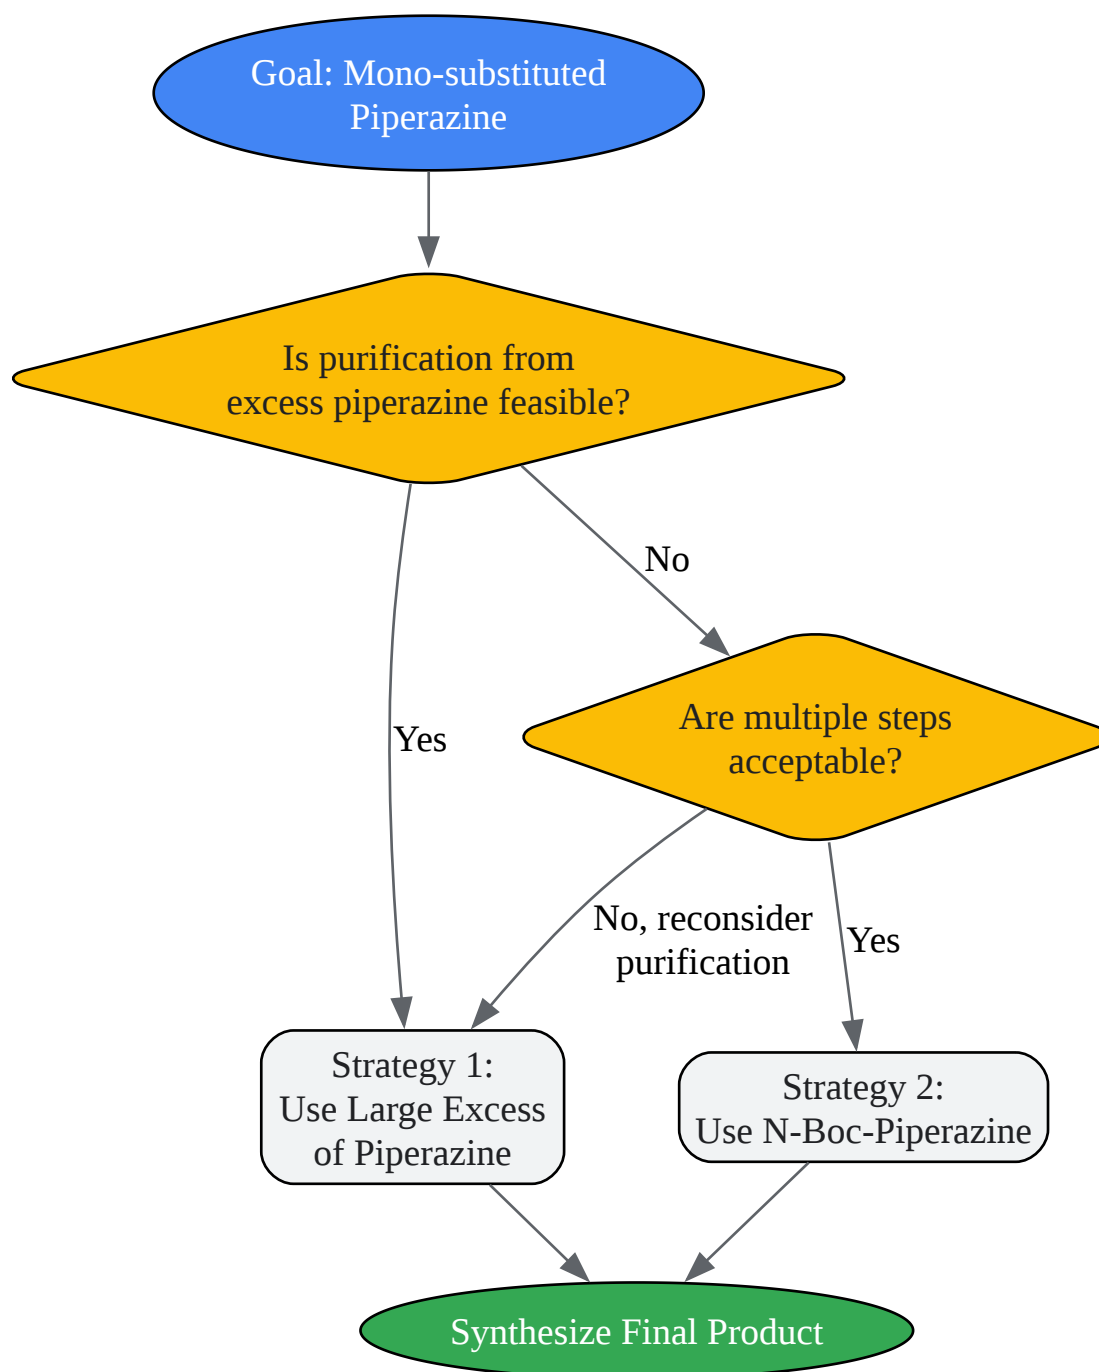 Goal: Mono-substituted
Piperazine
Is purification from
excess piperazine feasible?
No
Yes
Are multiple steps
acceptable?
No, reconsider
purification
Yes
Strategy 1:
Use Large Excess
of Piperazine
Strategy 2:
Use N-Boc-Piperazine
Synthesize Final Product